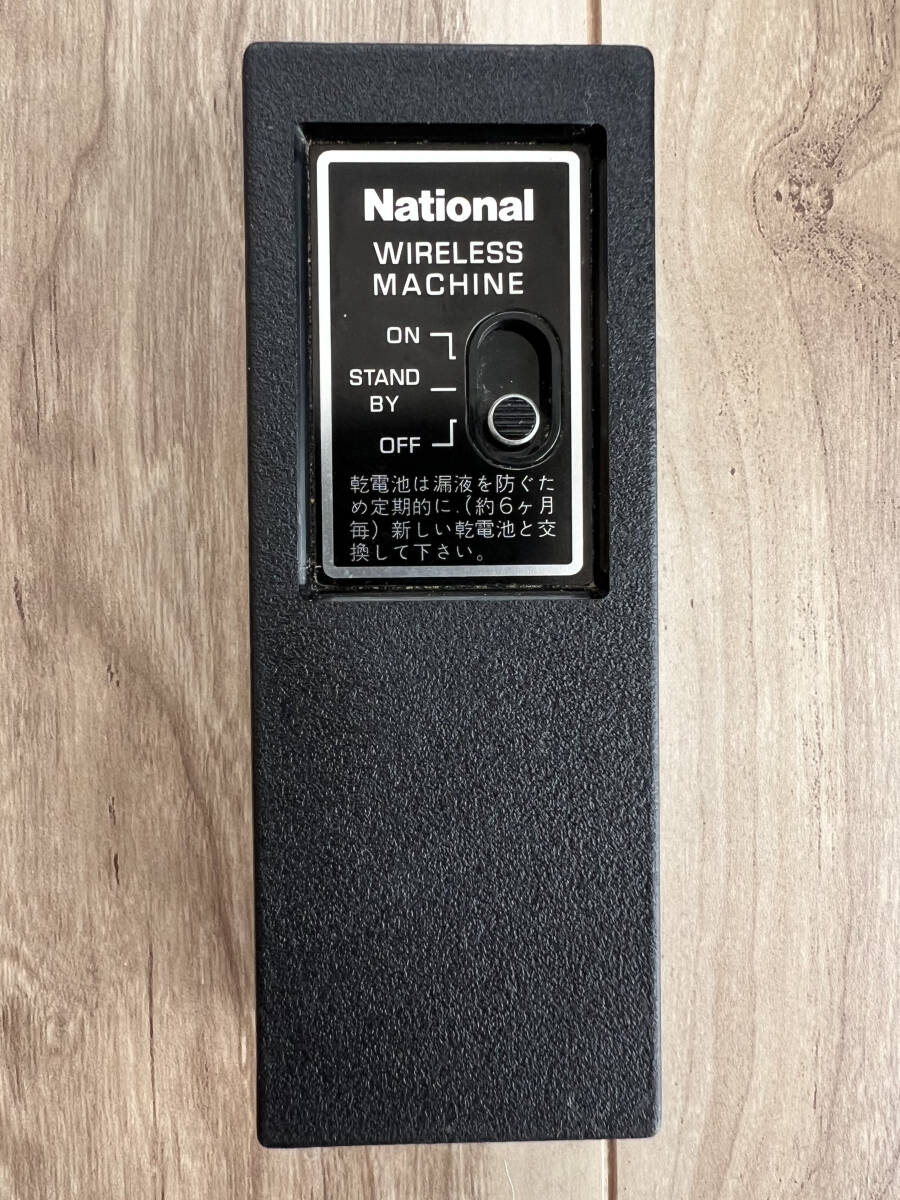 National
WIRELESS
MACHINE
ON
STAND
BY
OFF
乾電池は漏液を防ぐた
め定期的に.(約6ヶ月
毎)新しい乾電池と交
換して下さい。